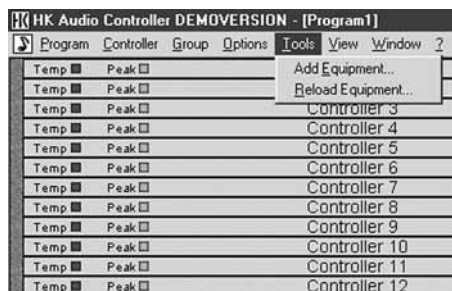 HK HK Audio Controller DEMOVERSION - [Program1]
Program Controller Group Options Tools View Window ?
Temp Peak Add Equipment...
Temp Peak Reload Equipment...
Temp Peak Controller 3
Temp Peak Controller 4
Temp Peak Controller 5
Temp Peak Controller 6
Temp Peak Controller 7
Temp Peak Controller 8
Temp Peak Controller 9
Temp Peak Controller 10
Temp Peak Controller 11
Temp Peak Controller 12